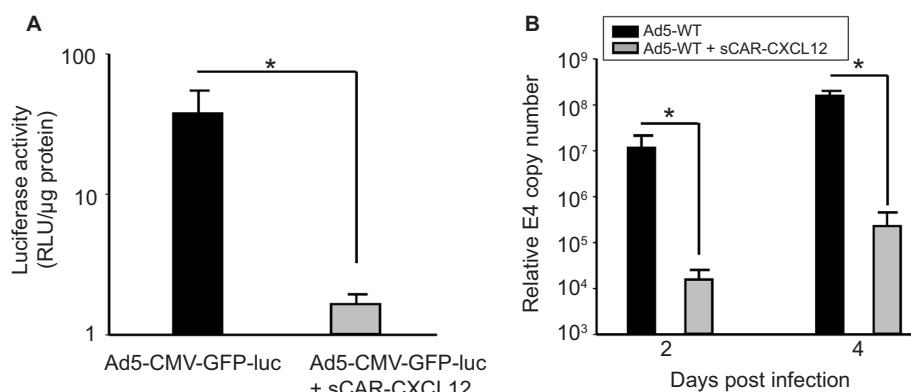 A
Luciferase activity
(RLU/µg protein)
100
10
1
*
Ad5-CMV-GFP-luc
Ad5-CMV-GFP-luc
+ sCAR-CXCL12
B
Ad5-WT
Ad5-WT + sCAR-CXCL12
Relative E4 copy number
10⁹
10⁸
10⁷
10⁶
10⁵
10⁴
10³
*
*
2
4
Days post infection